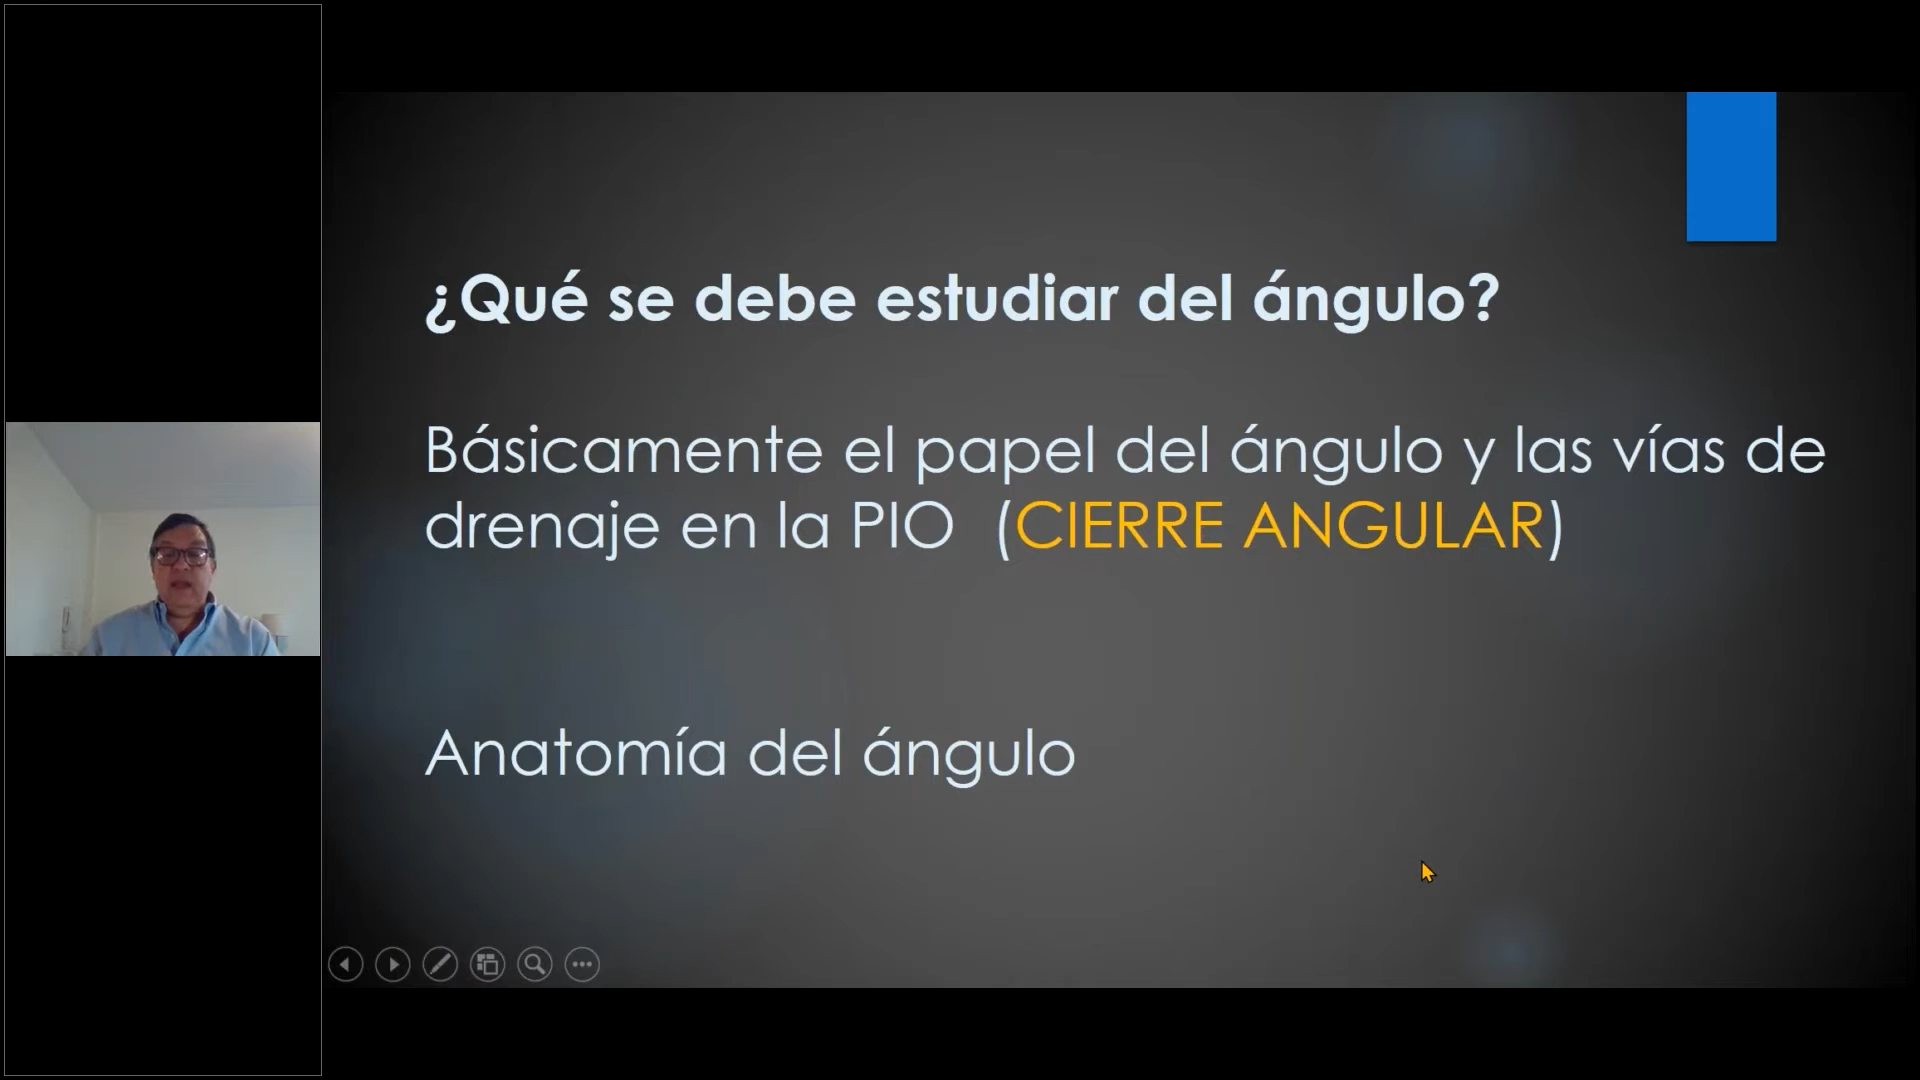 ¿Qué se debe estudiar del ángulo?
Básicamente el papel del ángulo y las vías de
drenaje en la PIO (CIERRE ANGULAR)
Anatomía del ángulo